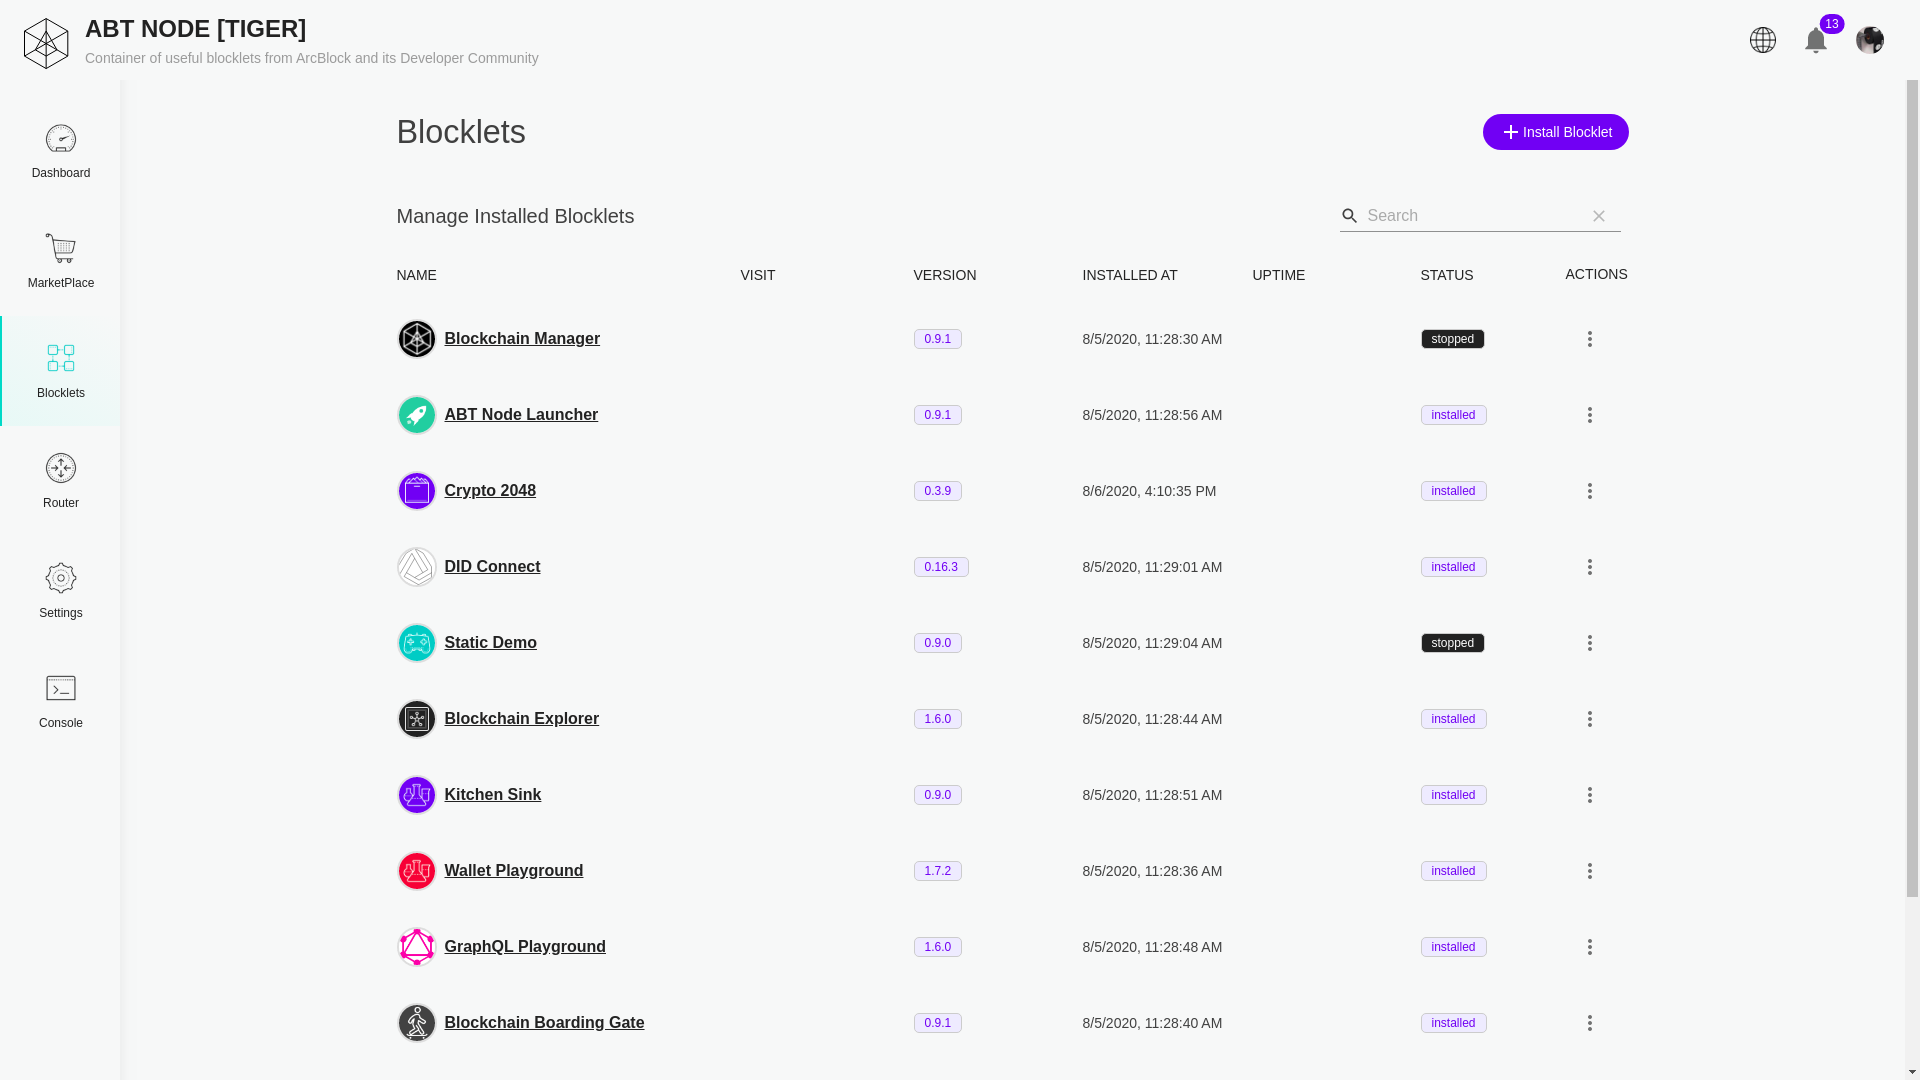 ABT NODE [TIGER]
Container of useful blocklets from ArcBlock and its Developer Community
13
Dashboard
MarketPlace
Blocklets
Router
Settings
Console
Blocklets
Install Blocklet
Manage Installed Blocklets
Search
NAME VISIT VERSION INSTALLED AT UPTIME STATUS ACTIONS
Blockchain Manager 0.9.1 8/5/2020, 11:28:30 AM stopped
ABT Node Launcher 0.9.1 8/5/2020, 11:28:56 AM installed
Crypto 2048 0.3.9 8/6/2020, 4:10:35 PM installed
DID Connect 0.16.3 8/5/2020, 11:29:01 AM installed
Static Demo 0.9.0 8/5/2020, 11:29:04 AM stopped
Blockchain Explorer 1.6.0 8/5/2020, 11:28:44 AM installed
Kitchen Sink 0.9.0 8/5/2020, 11:28:51 AM installed
Wallet Playground 1.7.2 8/5/2020, 11:28:36 AM installed
GraphQL Playground 1.6.0 8/5/2020, 11:28:48 AM installed
Blockchain Boarding Gate 0.9.1 8/5/2020, 11:28:40 AM installed